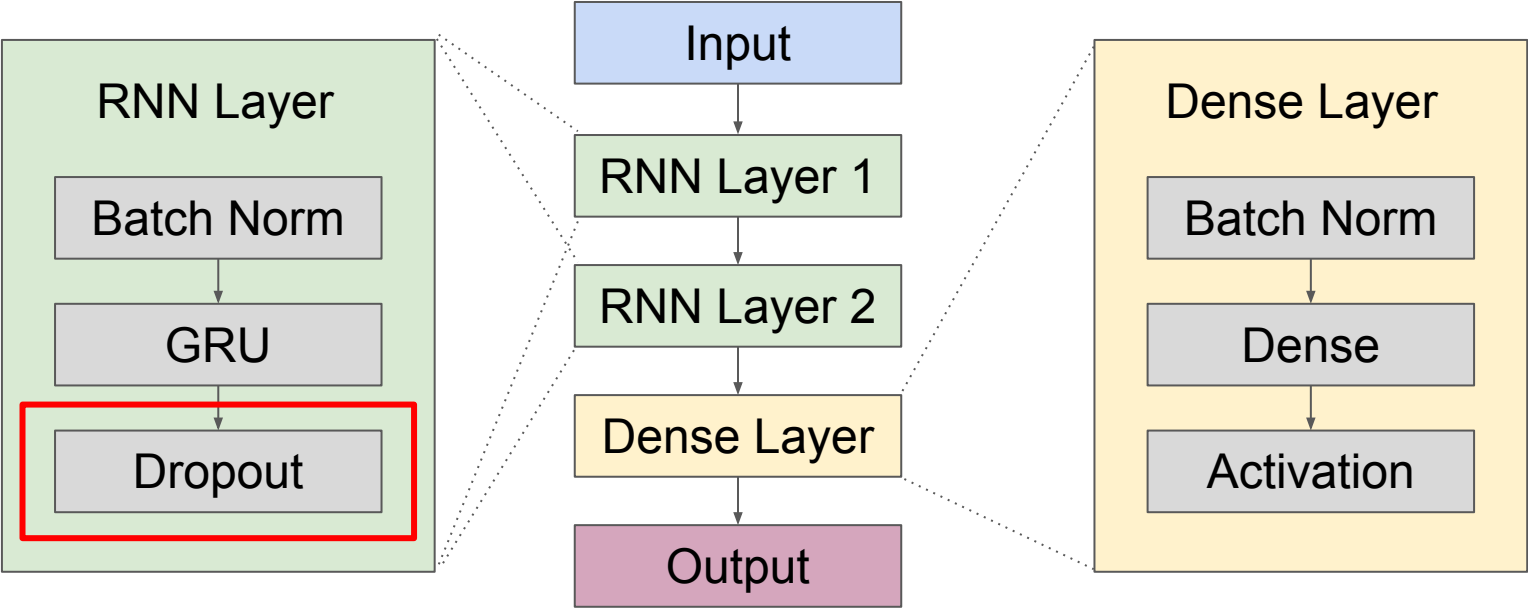 RNN Layer
Batch Norm
GRU
Dropout
Input
RNN Layer 1
RNN Layer 2
Dense Layer
Output
Dense Layer
Batch Norm
Dense
Activation